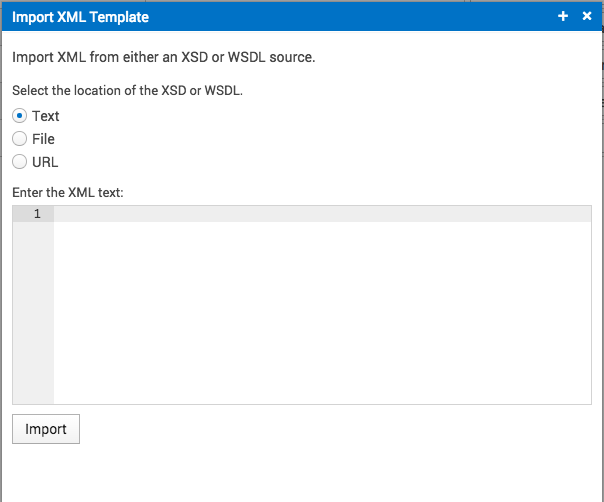 Import XML Template
Import XML from either an XSD or WSDL source.
Select the location of the XSD or WSDL.
Text
File
URL
Enter the XML text:
1
Import